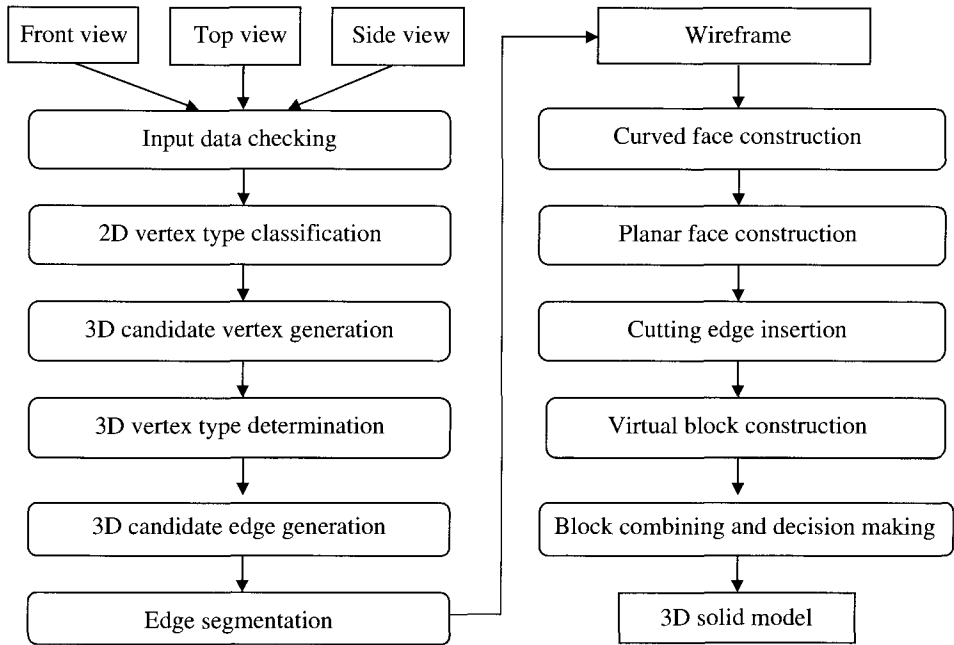 Front view
Top view
Side view
Input data checking
2D vertex type classification
3D candidate vertex generation
3D vertex type determination
3D candidate edge generation
Edge segmentation
Wireframe
Curved face construction
Planar face construction
Cutting edge insertion
Virtual block construction
Block combining and decision making
3D solid model